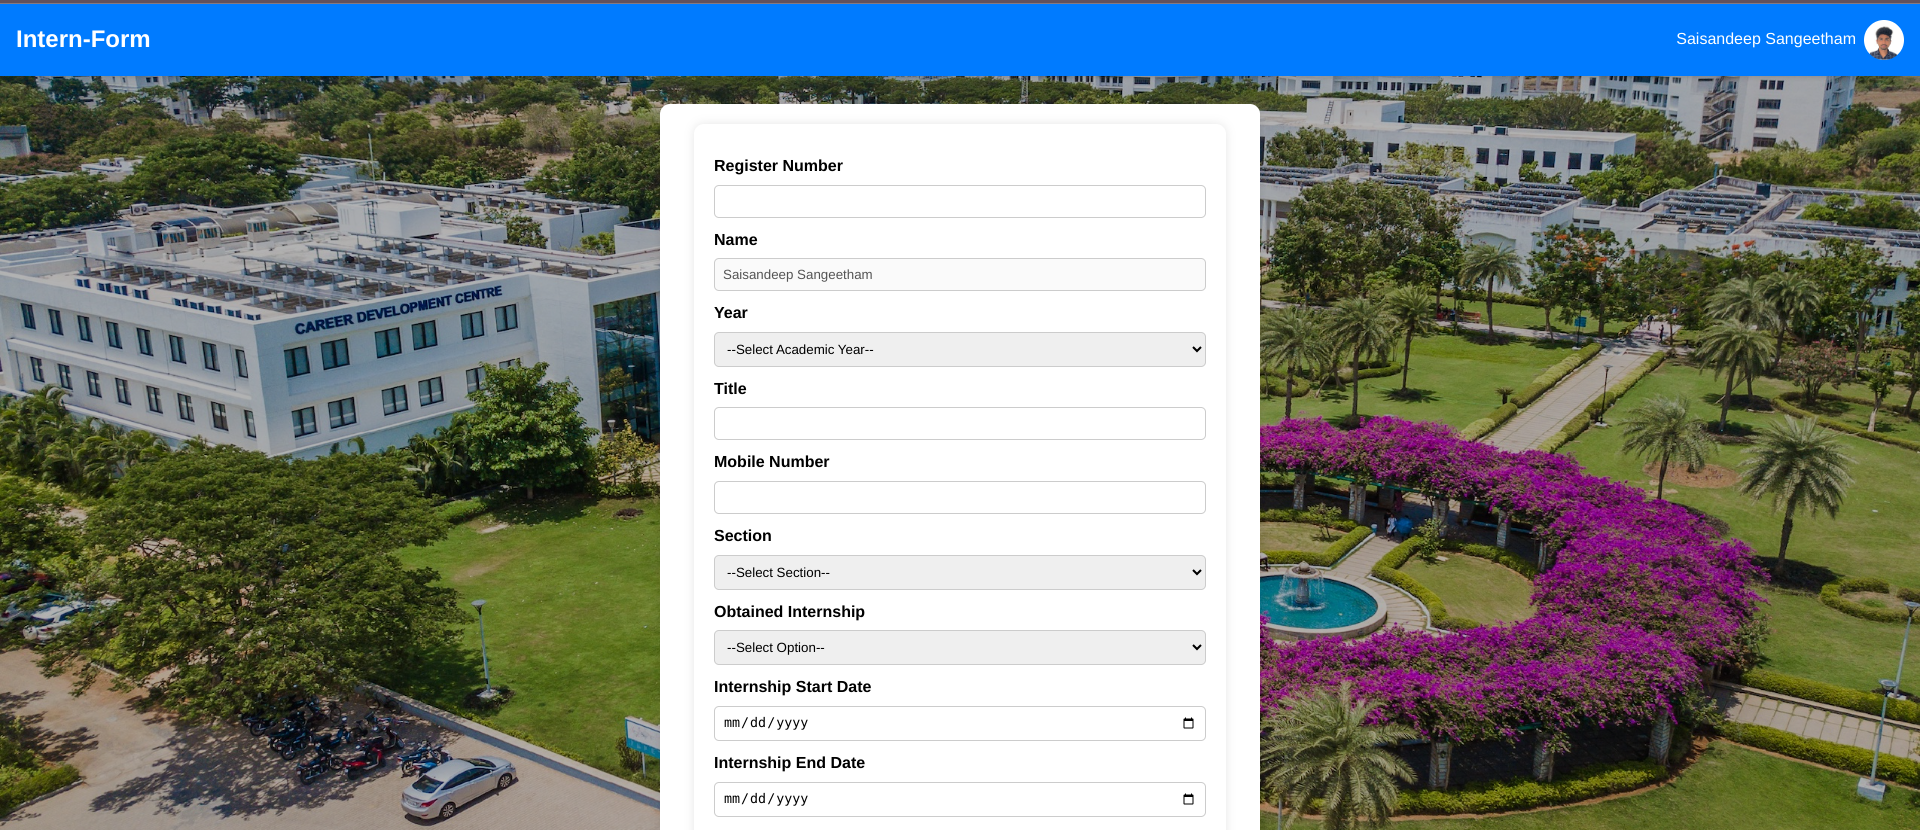 Intern-Form
Saisandeep Sangeetham
CAREER DEVELOPMENT CENTRE
Register Number
Name
Saisandeep Sangeetham
Year
--Select Academic Year--
Title
Mobile Number
Section
--Select Section--
Obtained Internship
--Select Option--
Internship Start Date
mm/dd/yyyy
Internship End Date
mm/dd/yyyy